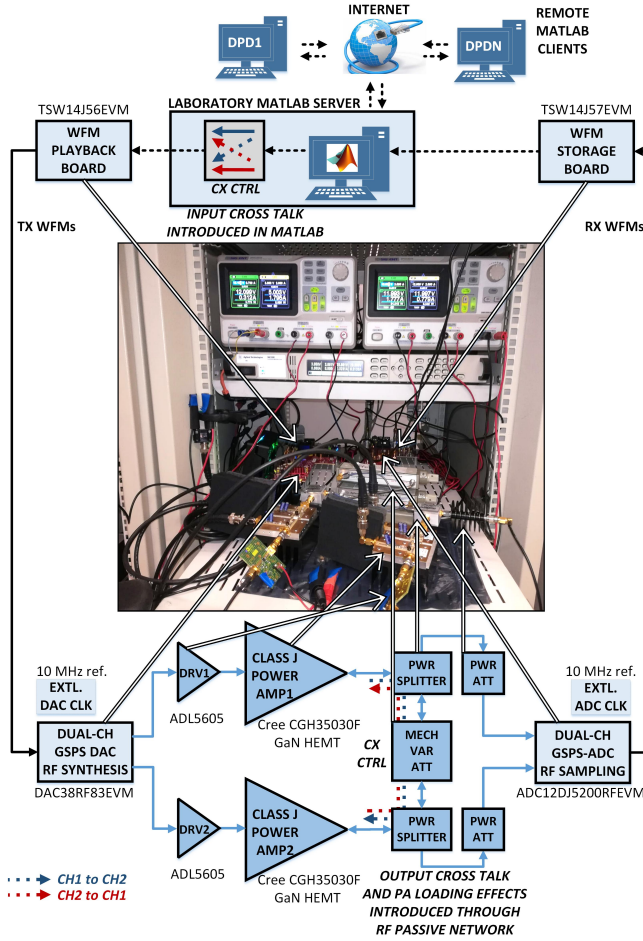 INTERNET
REMOTE
MATLAB
CLIENTS
DPD1
DPDN
TSW14J56EVM
LABORATORY MATLAB SERVER
TSW14J57EVM
WFM
PLAYBACK
BOARD
CX CTRL
WFM
STORAGE
BOARD
INPUT CROSS TALK
INTRODUCED IN MATLAB
TX WFMs
RX WFMs
10 MHz ref.
EXTL.
DAC CLK
DRV1
ADL5605
CLASS J
POWER
AMP1
Cree CGH35030F
GaN HEMT
PWR
SPLITTER
PWR
ATT
10 MHz ref.
EXTL.
ADC CLK
DUAL-CH
GSPS DAC
RF SYNTHESIS
DAC38RF83EVM
CX
CTRL
MECH
VAR
ATT
DUAL-CH
GSPS-ADC
RF SAMPLING
ADC12DJ5200RFEVM
DRV2
ADL5605
CLASS J
POWER
AMP2
Cree CGH35030F
GaN HEMT
PWR
SPLITTER
PWR
ATT
CH1 to CH2
CH2 to CH1
OUTPUT CROSS TALK
AND PA LOADING EFFECTS
INTRODUCED THROUGH
RF PASSIVE NETWORK